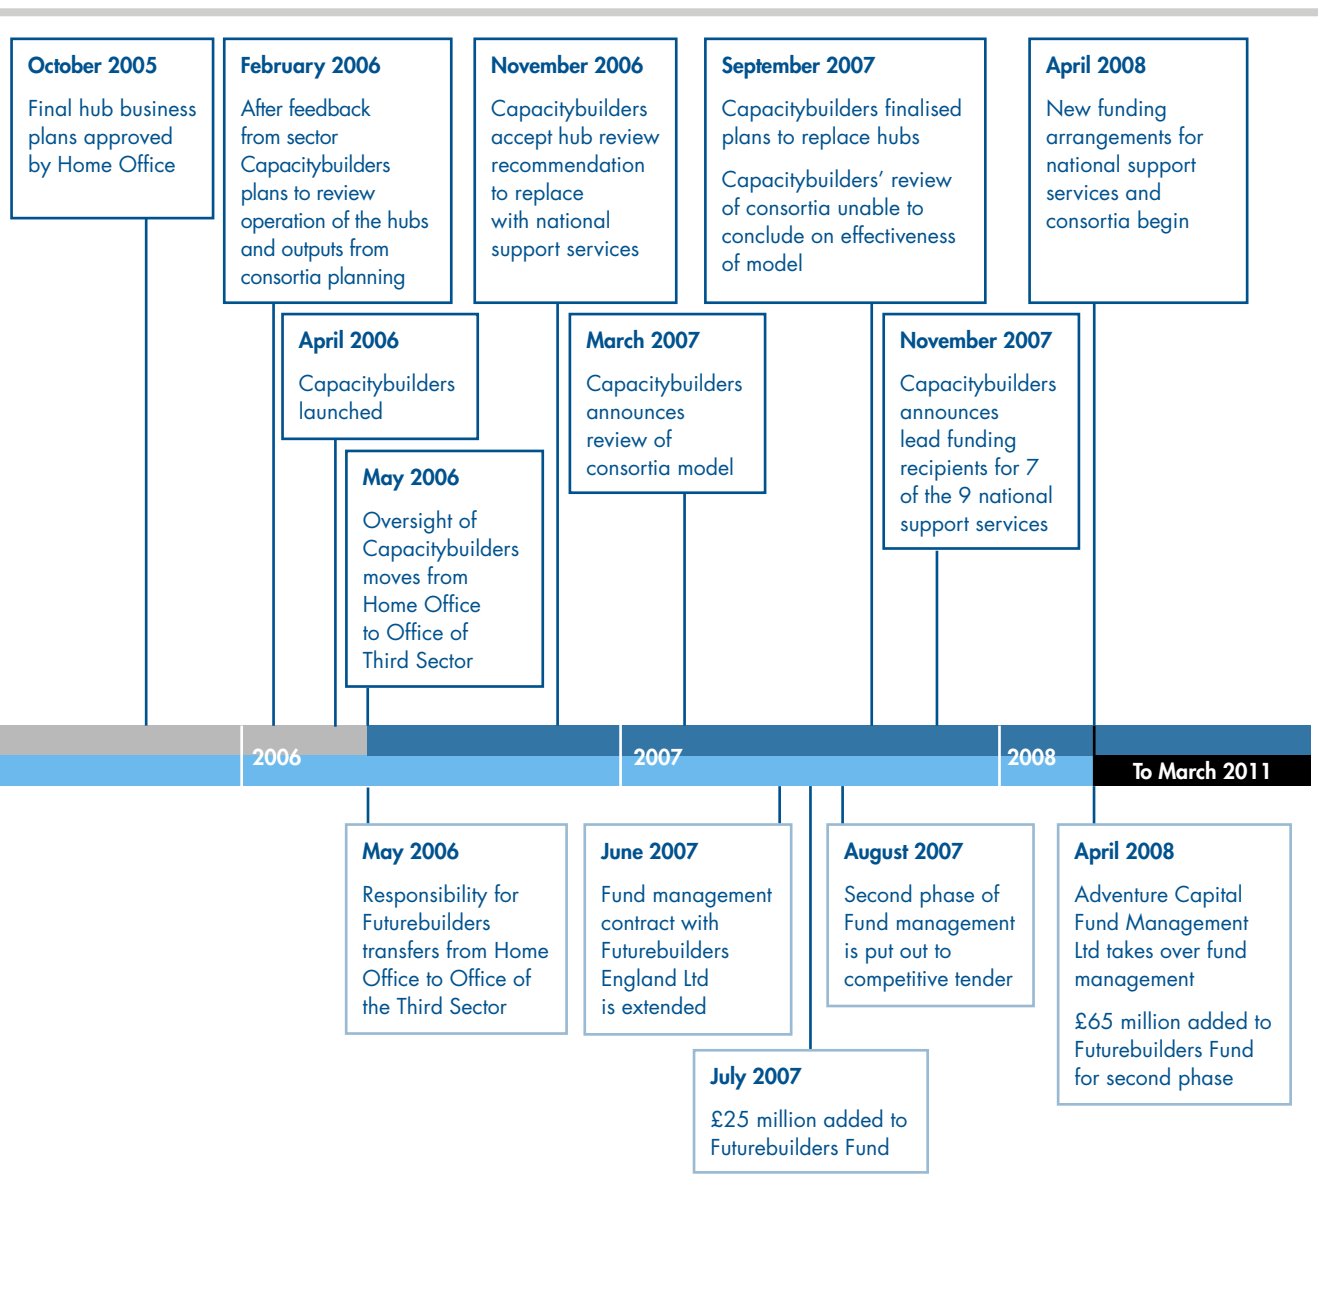 October 2005
Final hub business
plans approved
by Home Office
February 2006
After feedback
from sector
Capacitybuilders
plans to review
operation of the hubs
and outputs from
consortia planning
November 2006
Capacitybuilders
accept hub review
recommendation
to replace
with national
support services
September 2007
Capacitybuilders finalised
plans to replace hubs
Capacitybuilders’ review
of consortia unable to
conclude on effectiveness
of model
April 2008
New funding
arrangements for
national support
services and
consortia begin
April 2006
Capacitybuilders
launched
March 2007
Capacitybuilders
announces
review of
consortia model
November 2007
Capacitybuilders
announces
lead funding
recipients for 7
of the 9 national
support services
May 2006
Oversight of
Capacitybuilders
moves from
Home Office
to Office of
Third Sector
2006
2007
2008
To March 2011
May 2006
Responsibility for
Futurebuilders
transfers from Home
Office to Office of
the Third Sector
June 2007
Fund management
contract with
Futurebuilders
England Ltd
is extended
August 2007
Second phase of
Fund management
is put out to
competitive tender
April 2008
Adventure Capital
Fund Management
Ltd takes over fund
management
£65 million added to
Futurebuilders Fund
for second phase
July 2007
£25 million added to
Futurebuilders Fund